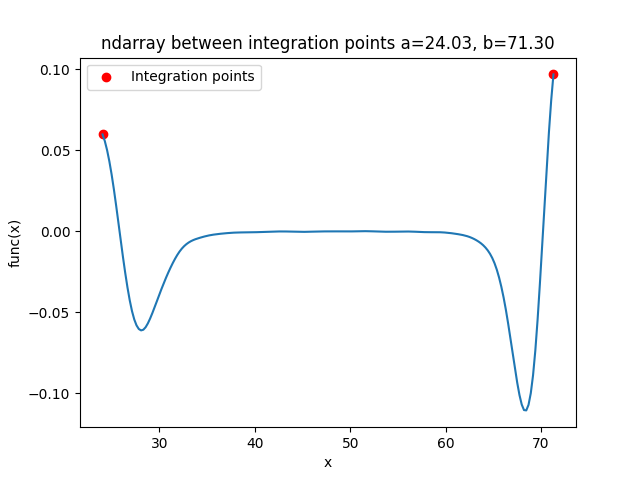 ndarray between integration points a=24.03, b=71.30
Integration points
0.10
0.05
0.00
−0.05
−0.10
func(x)
30 40 50 60 70
x